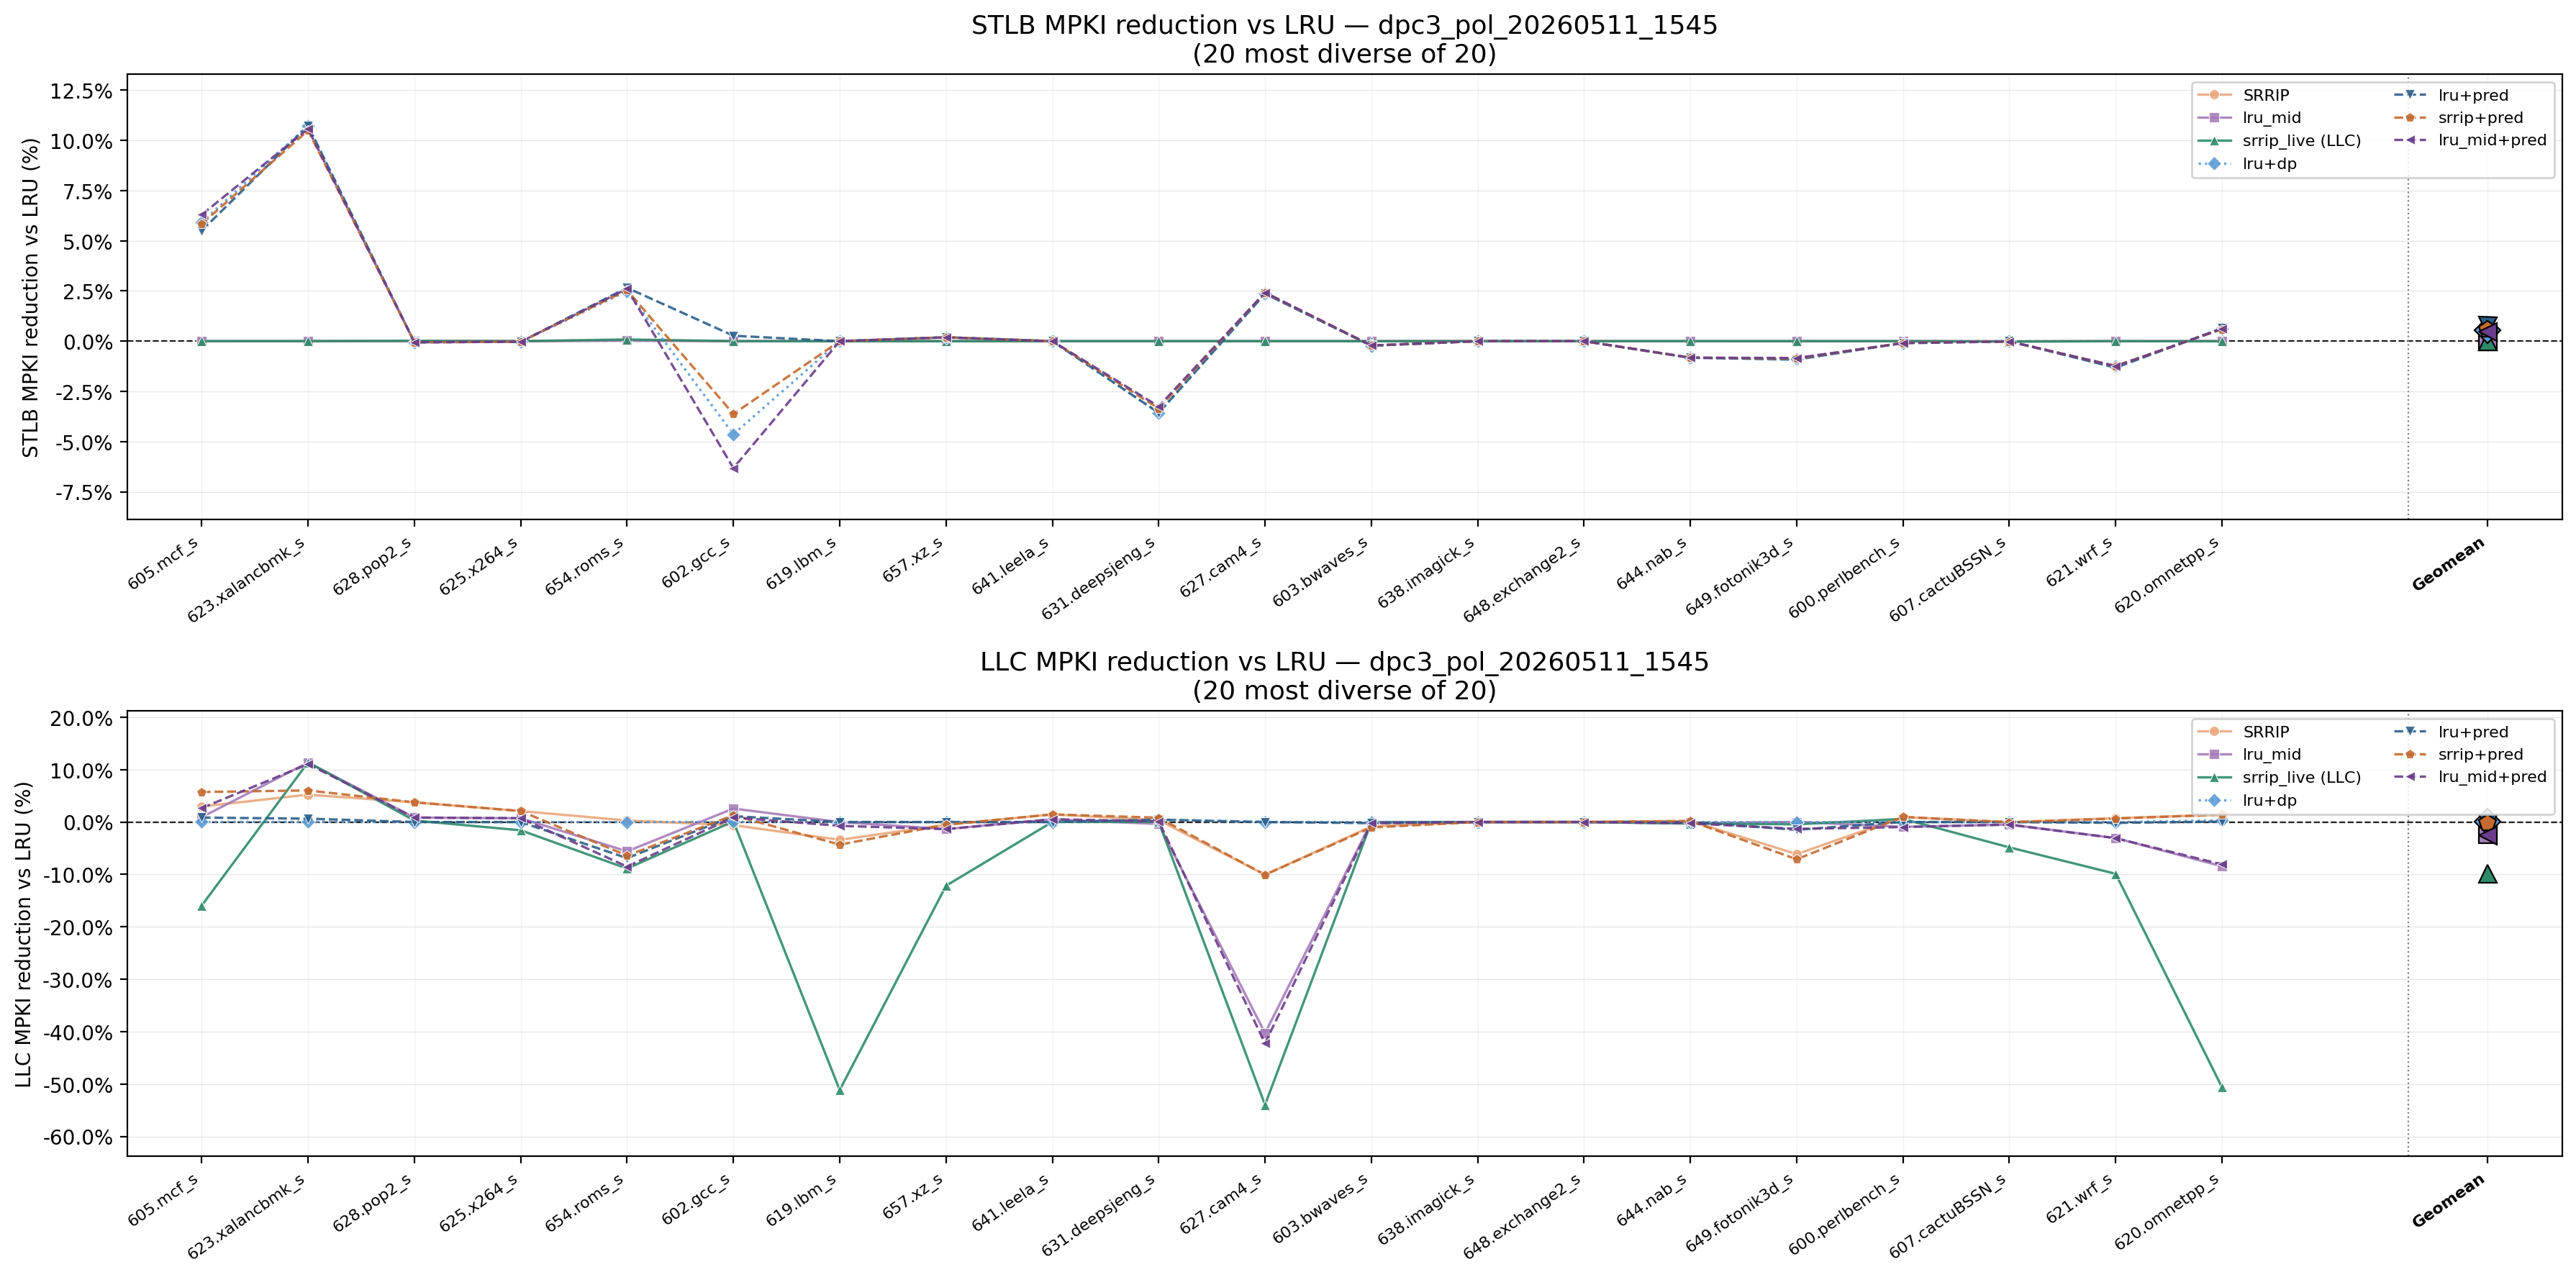 STLB MPKI reduction vs LRU — dpc3_pol_20260511_1545
(20 most diverse of 20)
STLB MPKI reduction vs LRU (%)
12.5%
10.0%
7.5%
5.0%
2.5%
0.0%
-2.5%
-5.0%
-7.5%
SRRIP
lru_mid
srrip_live (LLC)
lru+dp
lru+pred
srrip+pred
lru_mid+pred
605.mcf_s
623.xalancbmk_s
628.pop2_s
625.x264_s
654.roms_s
602.gcc_s
619.lbm_s
657.xz_s
641.leela_s
631.deepsjeng_s
627.cam4_s
603.bwaves_s
638.imagick_s
648.exchange2_s
644.nab_s
649.fotonik3d_s
600.perlbench_s
607.cactuBSSN_s
621.wrf_s
620.omnetpp_s
Geomean
LLC MPKI reduction vs LRU — dpc3_pol_20260511_1545
(20 most diverse of 20)
LLC MPKI reduction vs LRU (%)
20.0%
10.0%
0.0%
-10.0%
-20.0%
-30.0%
-40.0%
-50.0%
-60.0%
SRRIP
lru_mid
srrip_live (LLC)
lru+dp
lru+pred
srrip+pred
lru_mid+pred
605.mcf_s
623.xalancbmk_s
628.pop2_s
625.x264_s
654.roms_s
602.gcc_s
619.lbm_s
657.xz_s
641.leela_s
631.deepsjeng_s
627.cam4_s
603.bwaves_s
638.imagick_s
648.exchange2_s
644.nab_s
649.fotonik3d_s
600.perlbench_s
607.cactuBSSN_s
621.wrf_s
620.omnetpp_s
Geomean